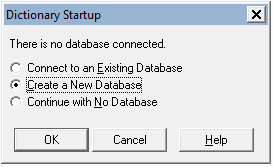 Dictionary Startup
There is no database connected.
Connect to an Existing Database
Create a New Database
Continue with No Database
OK Cancel Help